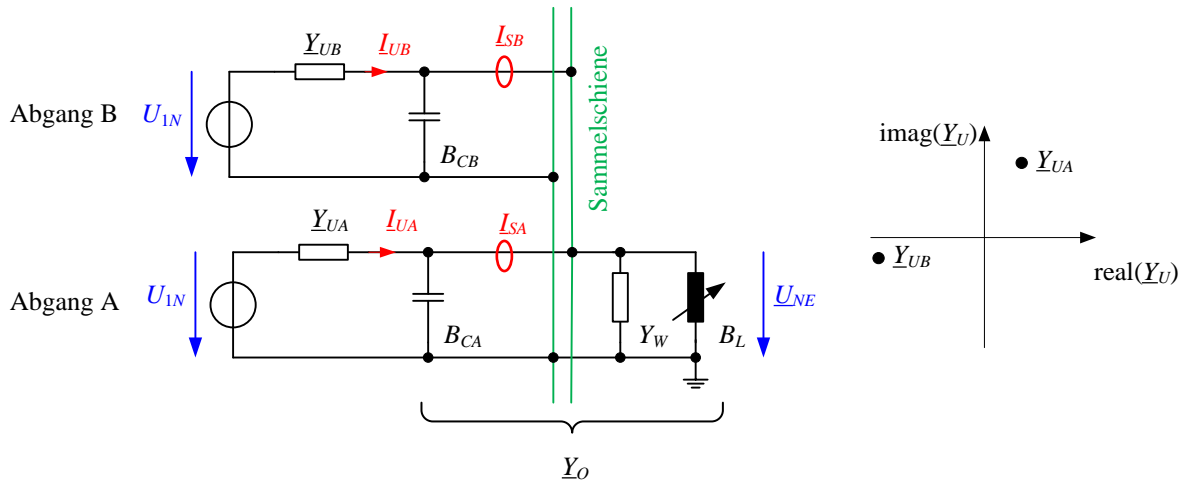 Y_UB
I_UB
I_SB
Abgang B
U_1N
B_CB
Sammelschiene
Y_UA
I_UA
I_SA
Abgang A
U_1N
B_CA
Y_W
B_L
U_NE
Y_O
imag(Y_U)
Y_UA
Y_UB
real(Y_U)